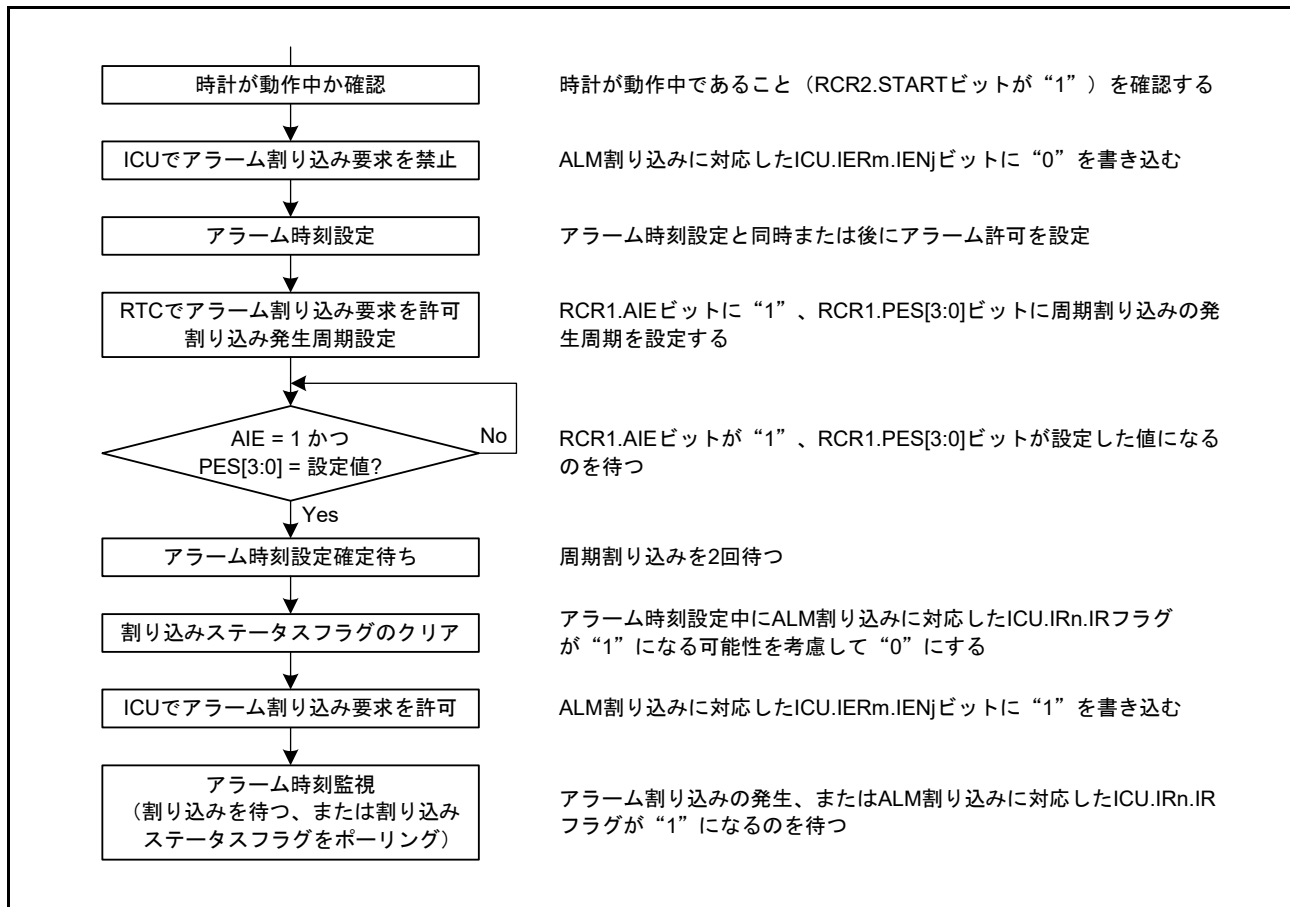 時計が動作中か確認
時計が動作中であること（RCR2.STARTビットが“1”）を確認する
ICUでアラーム割り込み要求を禁止
ALM割り込みに対応したICU.IERm.IENjビットに“0”を書き込む
アラーム時刻設定
アラーム時刻設定と同時または後にアラーム許可を設定
RTCでアラーム割り込み要求を許可
割り込み発生周期設定
RCR1.AIEビットに“1”、RCR1.PES[3:0]ビットに周期割り込みの発
生周期を設定する
AIE = 1 かつ
PES[3:0] = 設定値?
No
RCR1.AIEビットが“1”、RCR1.PES[3:0]ビットが設定した値になる
のを待つ
Yes
アラーム時刻設定確定待ち
周期割り込みを2回待つ
割り込みステータスフラグのクリア
アラーム時刻設定中にALM割り込みに対応したICU.IRn.IRフラグ
が“1”になる可能性を考慮して“0”にする
ICUでアラーム割り込み要求を許可
ALM割り込みに対応したICU.IERm.IENjビットに“1”を書き込む
アラーム時刻監視
（割り込みを待つ、または割り込み
ステータスフラグをポーリング）
アラーム割り込みの発生、またはALM割り込みに対応したICU.IRn.IR
フラグが“1”になるのを待つ